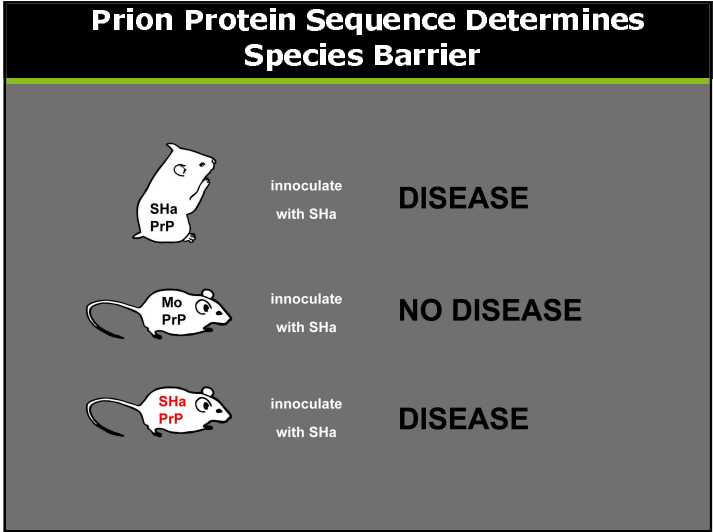 Prion Protein Sequence Determines
Species Barrier
SHa
PrP
innoculate
with SHa
DISEASE
Mo
PrP
innoculate
with SHa
NO DISEASE
SHa
PrP
innoculate
with SHa
DISEASE